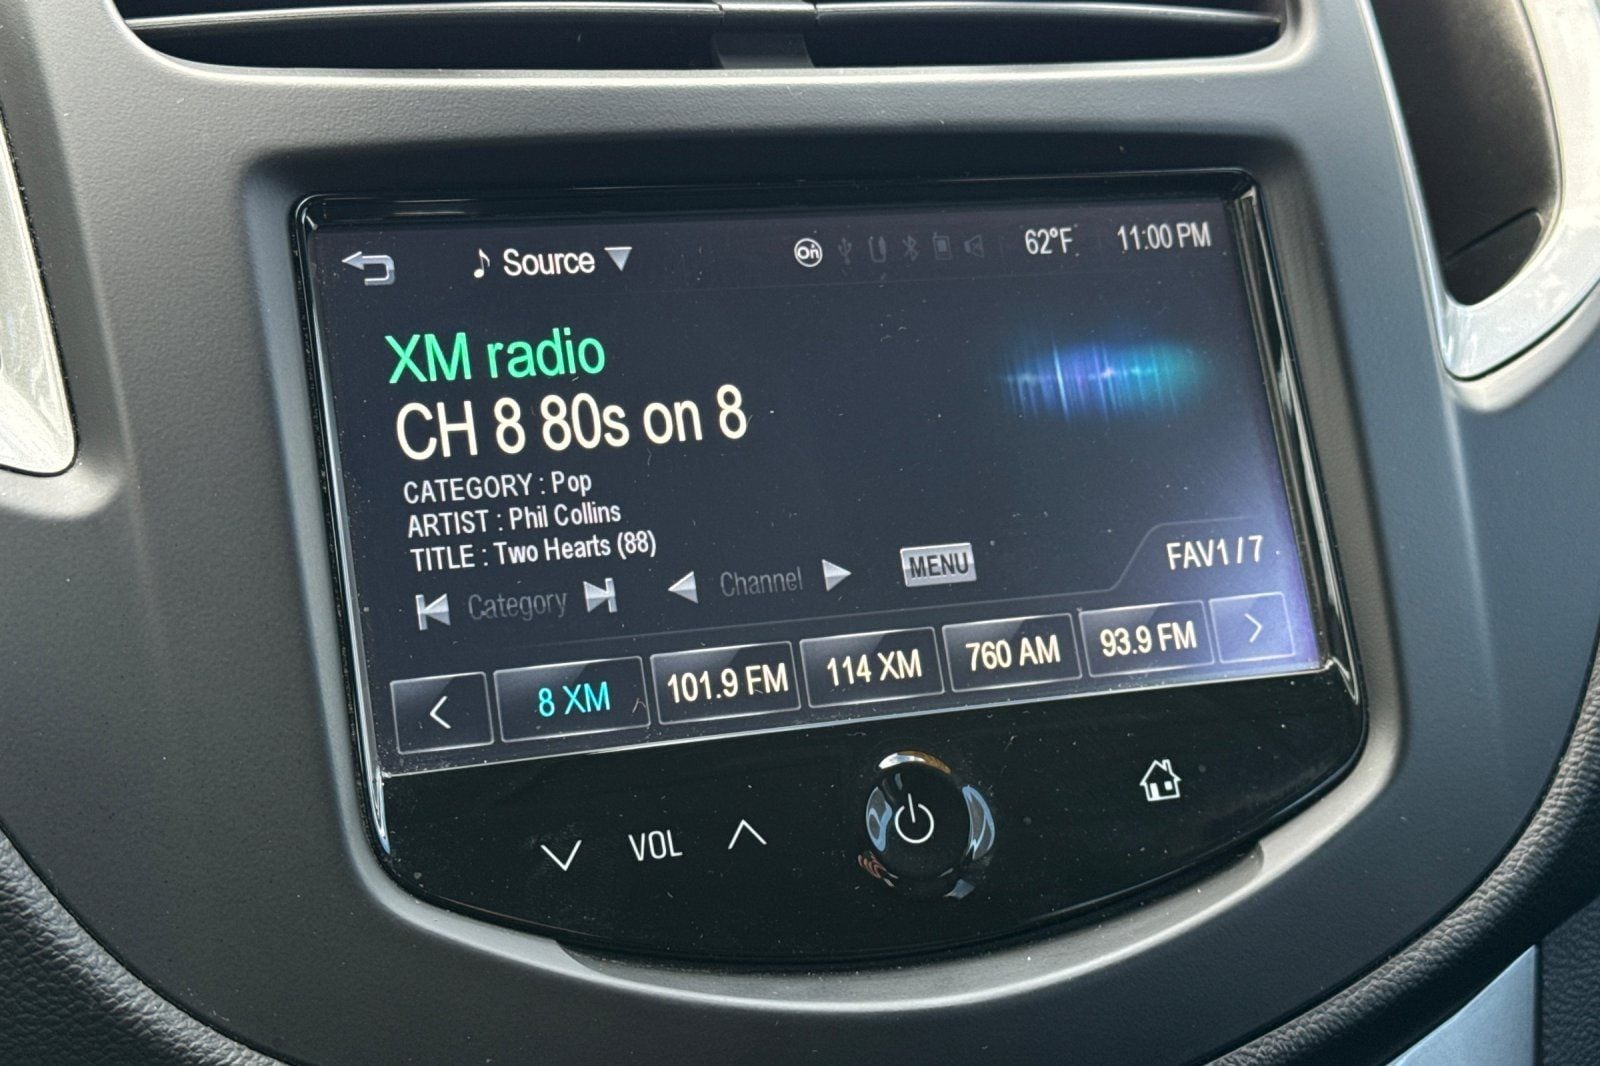 Source
On
62°F
11:00 PM
XM radio
CH 8 80s on 8
CATEGORY : Pop
ARTIST : Phil Collins
TITLE : Two Hearts (88)
Category
Channel
MENU
FAV1 / 7
8 XM
101.9 FM
114 XM
760 AM
93.9 FM
VOL